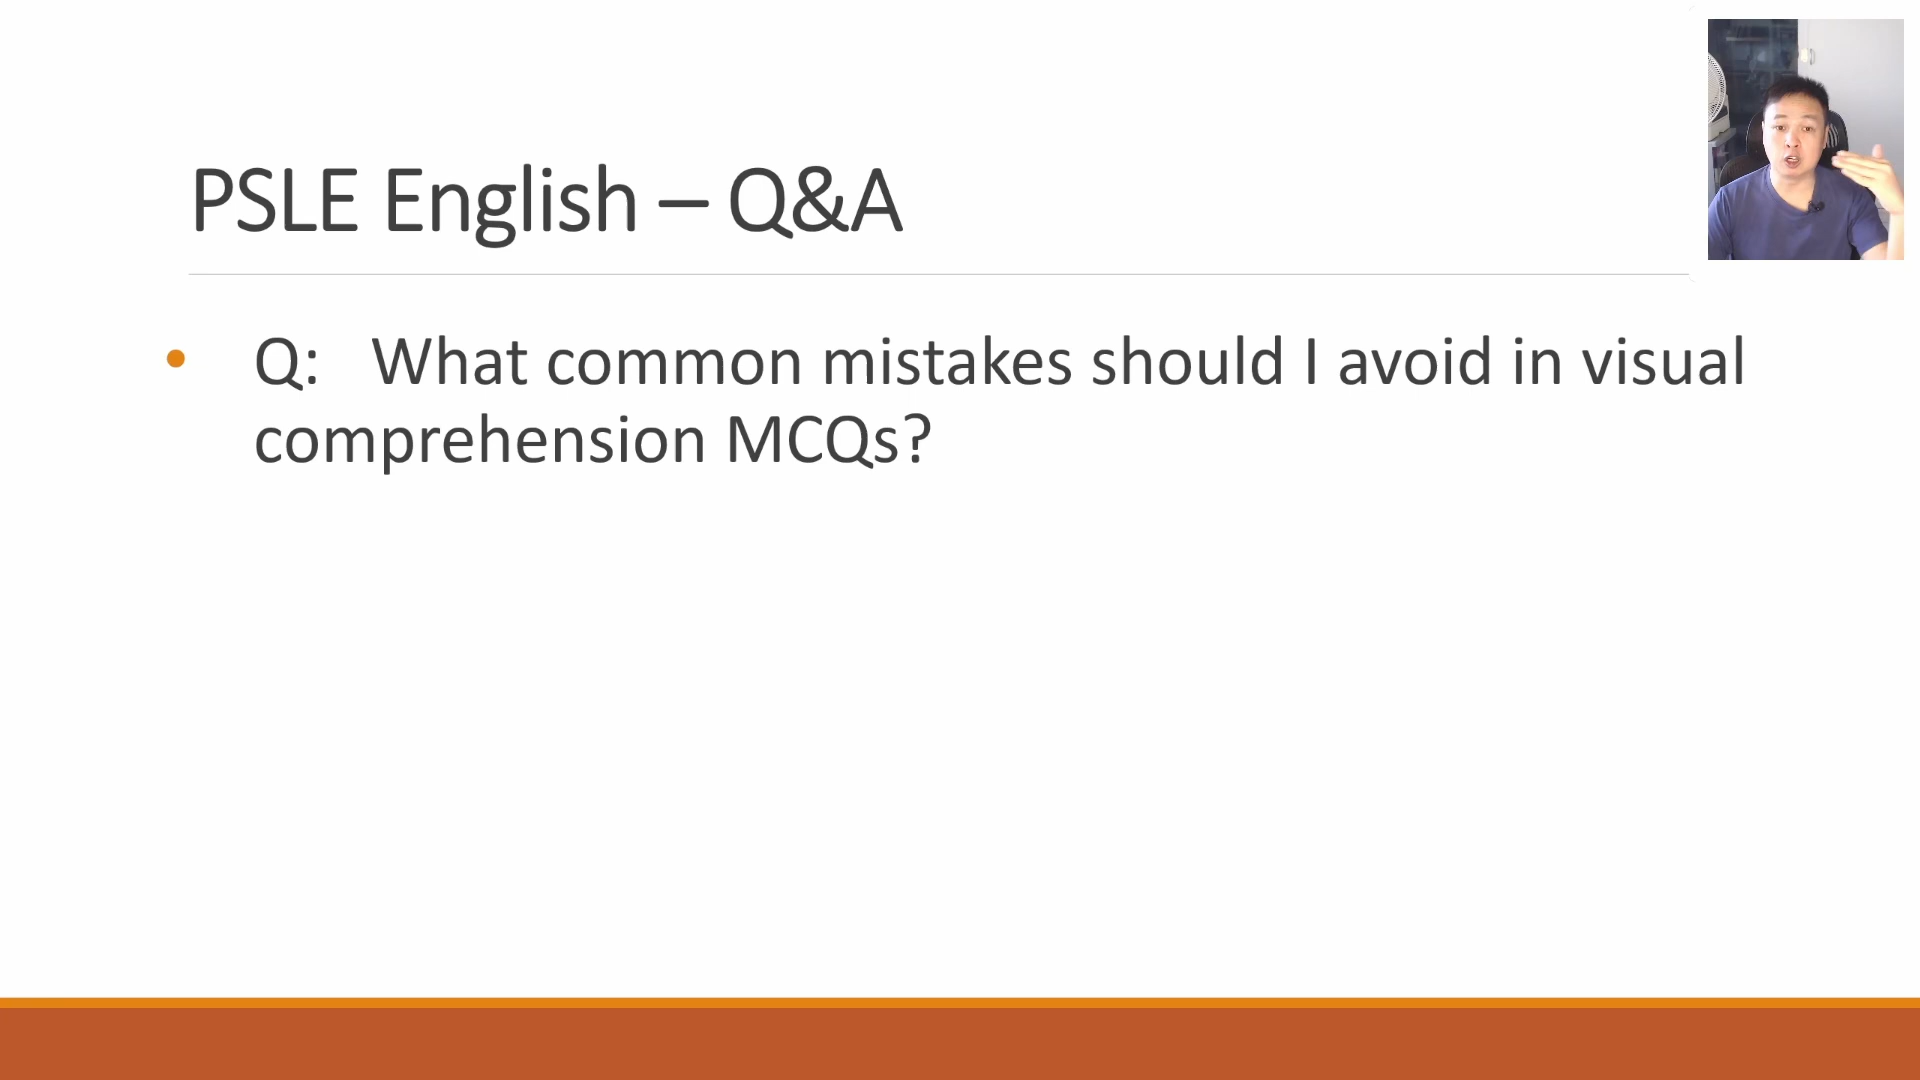 PSLE English – Q&A
• Q: What common mistakes should I avoid in visual
comprehension MCQs?